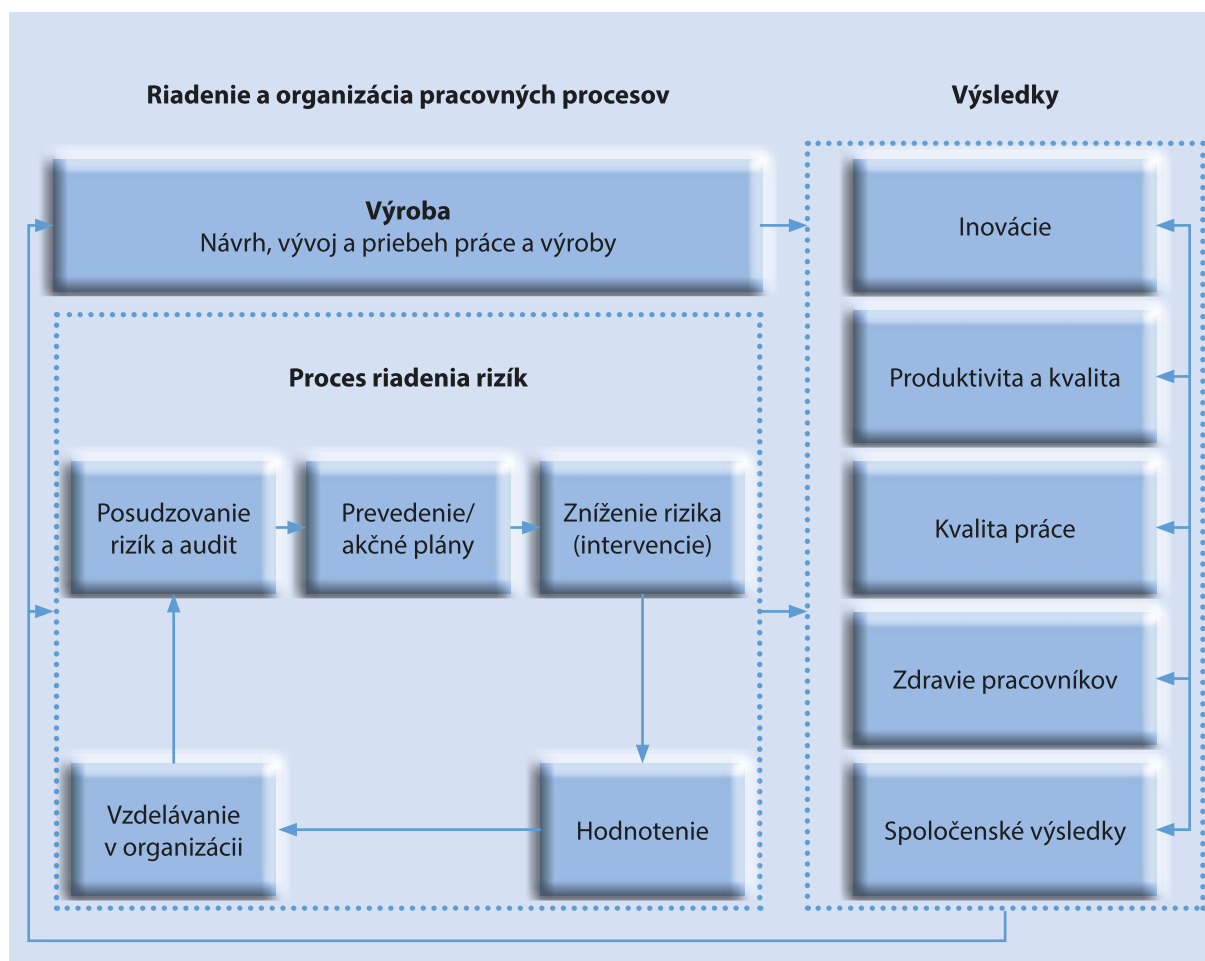 Riadenie a organizácia pracovných procesov
Výsledky
Výroba
Návrh, vývoj a priebeh práce a výroby
Proces riadenia rizík
Posudzovanie
rizík a audit
Prevedenie/
akčné plány
Zníženie rizika
(intervencie)
Vzdelávanie
v organizácii
Hodnotenie
Inovácie
Produktivita a kvalita
Kvalita práce
Zdravie pracovníkov
Spoločenské výsledky